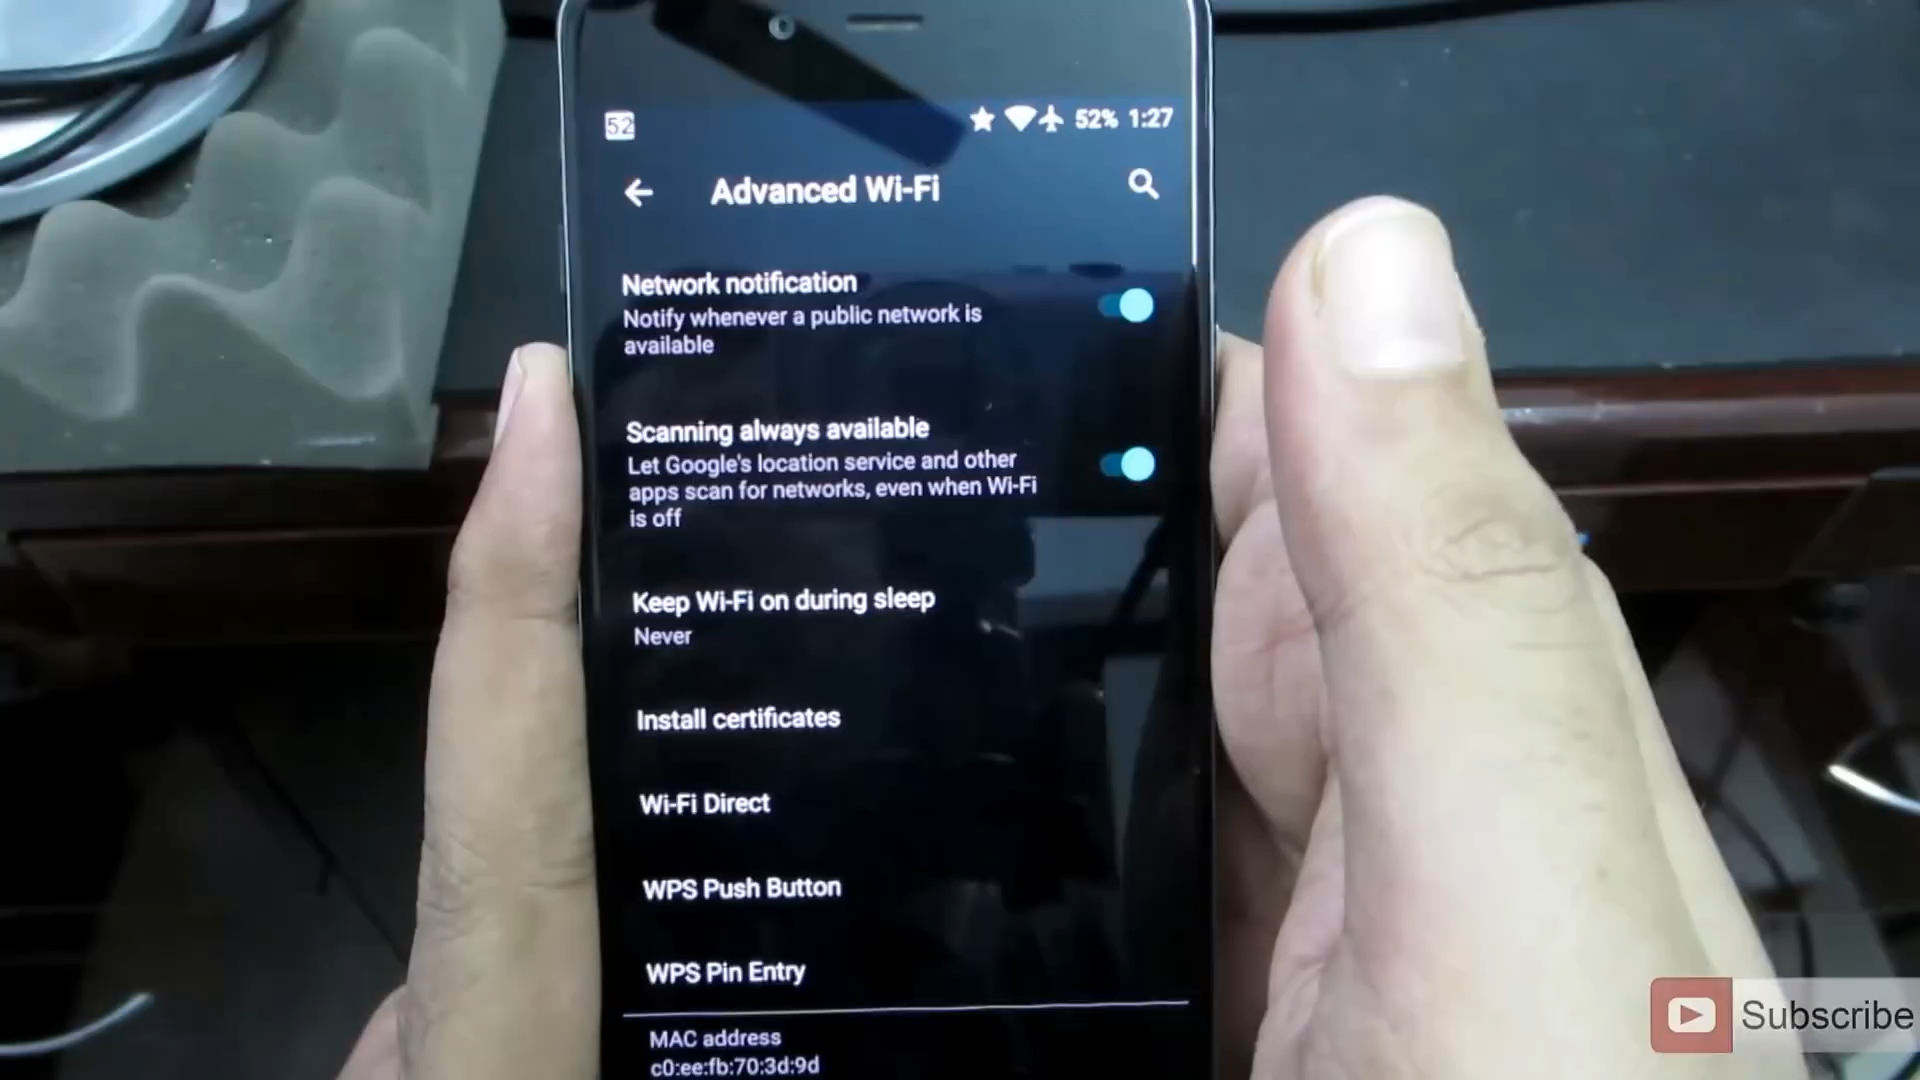 52
52% 1:27
Advanced Wi-Fi
Network notification
Notify whenever a public network is
available
Scanning always available
Let Google's location service and other
apps scan for networks, even when Wi-Fi
is off
Keep Wi-Fi on during sleep
Never
Install certificates
Wi-Fi Direct
WPS Push Button
WPS Pin Entry
MAC address
c0:ee:fb:70:3d:9d
Subscribe